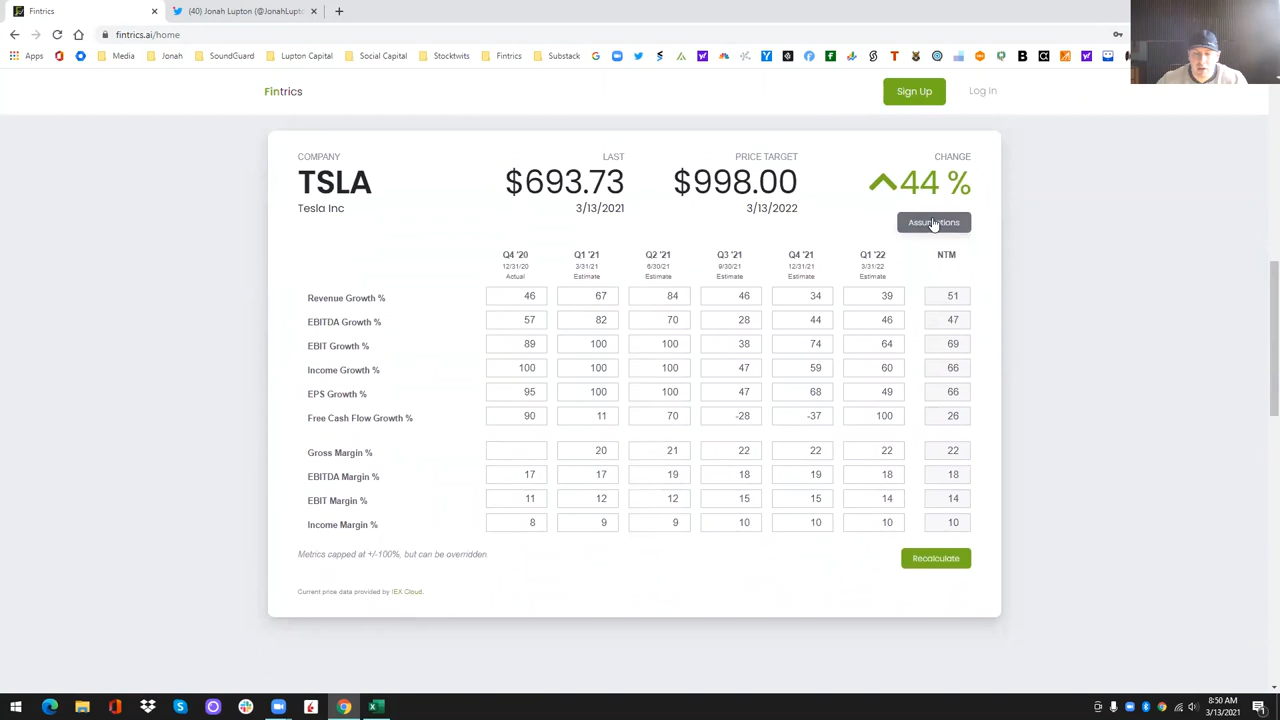 Fintrics
(40) Jonah Lupton (@JonahLupton
fintrics.ai/home
Apps Media Jonah SoundGuard Lupton Capital Social Capital Stocktwits Fintrics Substack
Fintrics Sign Up Log In
COMPANY LAST PRICE TARGET CHANGE
TSLA $693.73 $998.00 44 %
Tesla Inc 3/13/2021 3/13/2022
Assumptions
Q4 '20 Q1 '21 Q2 '21 Q3 '21 Q4 '21 Q1 '22 NTM
12/31/20 3/31/21 6/30/21 9/30/21 12/31/21 3/31/22
Actual Estimate Estimate Estimate Estimate Estimate
Revenue Growth % 46 67 84 46 34 39 51
EBITDA Growth % 57 82 70 28 44 46 47
EBIT Growth % 89 100 100 38 74 64 69
Income Growth % 100 100 100 47 59 60 66
EPS Growth % 95 100 100 47 68 49 66
Free Cash Flow Growth % 90 11 70 -28 -37 100 26
Gross Margin % 20 21 22 22 22 22
EBITDA Margin % 17 17 19 18 19 18 18
EBIT Margin % 11 12 12 15 15 14 14
Income Margin % 8 9 9 10 10 10 10
Metrics capped at +/-100%, but can be overridden
Recalculate
Current price data provided by IEX Cloud.
8:50 AM
3/13/2021